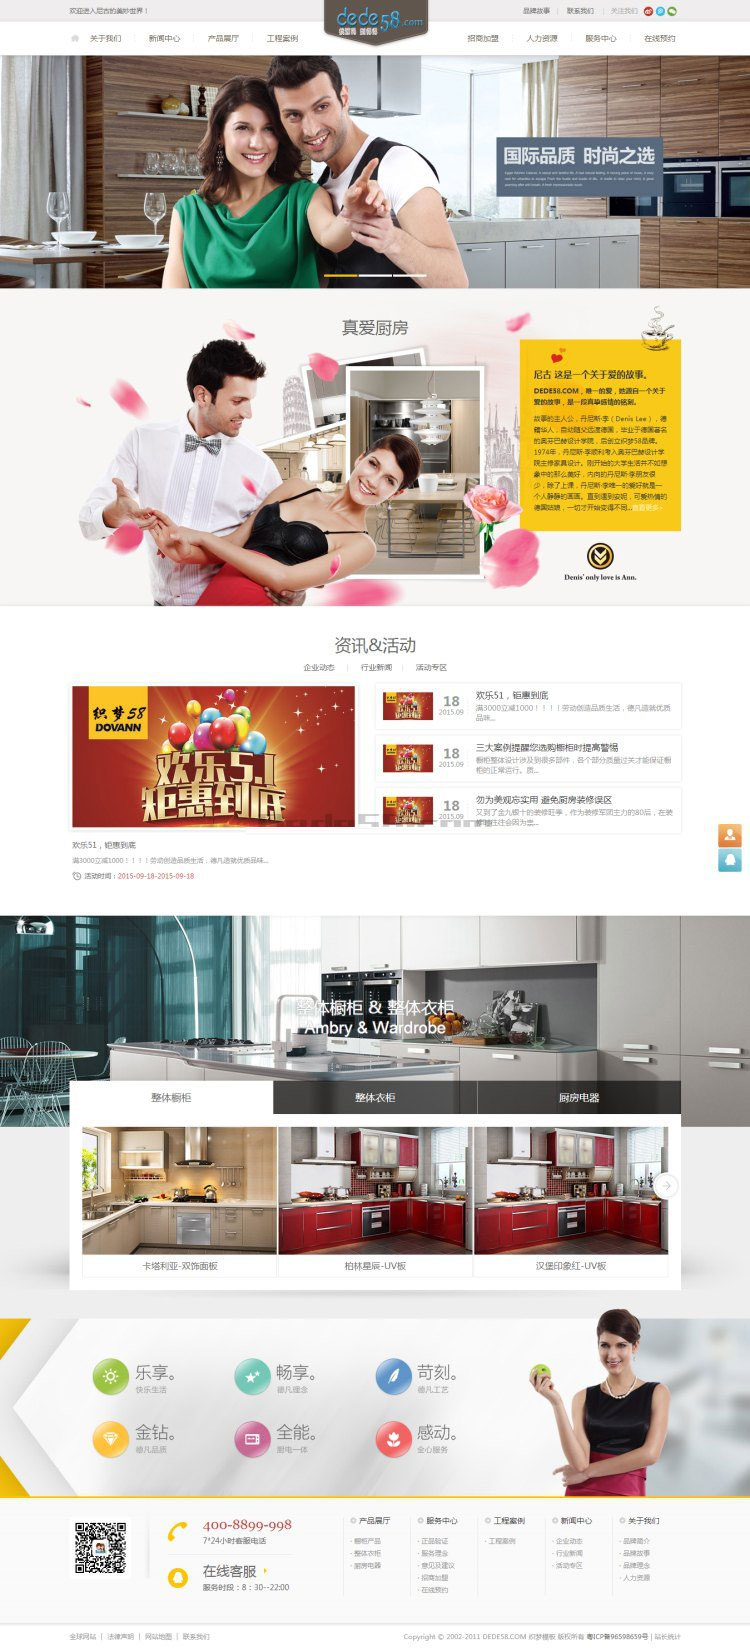 欢迎进入尼古的美妙世界！
品牌故事 | 联系我们 | 关注我们
dede58.com
关于我们 新闻中心 产品展厅 工程案例
招商加盟 人力资源 服务中心 在线预约
国际品质 时尚之选
真爱厨房
尼古 这是一个关于爱的故事。
DEDE58.COM，唯一的爱，她源自一个关于
爱的故事，是一段真挚感情的铭刻。
故事的主人公，丹尼斯·李（Denis Lee），德
籍华人，自幼随父远渡德国，毕业于德国著名
的奥芬巴赫设计学院，后创立织梦58品牌。
1974年，丹尼斯·李顺利考入奥芬巴赫设计学
院主修家具设计。刚开始的大学生活并不如想
象中的那么美好，内向的丹尼斯·李朋友很
少，除了上课，丹尼斯·李唯一的爱好就是一
个人静静的画画。直到遇到安妮，可爱热情的
德国姑娘，一切才开始变得不同...查看更多>
Denis' only love is Ann.
资讯&活动
企业动态 | 行业新闻 | 活动专区
织梦58
DOVANN
欢乐5.1
钜惠到底
欢乐51，钜惠到底
满3000立减1000！！！！劳动创造品质生活，德凡造就优质品味...
活动时间：2015-09-18-2015-09-18
18
2015.09
欢乐51，钜惠到底
满3000立减1000！！！！劳动创造品质生活，德凡造就优质
品味...
18
2015.09
三大案例提醒您选购橱柜时提高警惕
橱柜整体设计涉及到很多部件，各个部分质量过关才能保证橱
柜的正常运行。质...
18
2015.09
勿为美观忘实用 避免厨房装修误区
又到了金九银十的装修旺季，作为装修军团主力的80后，在装
整体橱柜 & 整体衣柜
Ambry & Wardrobe
整体橱柜 整体衣柜 厨房电器
卡塔利亚-双饰面板 柏林星辰-UV板 汉堡印象红-UV板
乐享。
快乐生活
畅享。
德凡理念
苛刻。
德凡工艺
金钻。
德凡品质
全能。
厨电一体
感动。
全心服务
400-8899-998
7*24小时客服电话
在线客服
服务时段：8：30--22:00
产品展厅
· 橱柜产品
· 整体衣柜
· 厨房电器
服务中心
· 正品验证
· 服务理念
· 意见及建议
· 招商加盟
· 在线预约
工程案例
· 工程案例
新闻中心
· 企业动态
· 行业新闻
· 活动专区
关于我们
· 品牌简介
· 品牌故事
· 品牌理念
· 人力资源
全球网站 | 法律声明 | 网站地图 | 联系我们
Copyright © 2002-2011 DEDE58.COM 织梦模板 版权所有 粤ICP备96598659号 | 站长统计